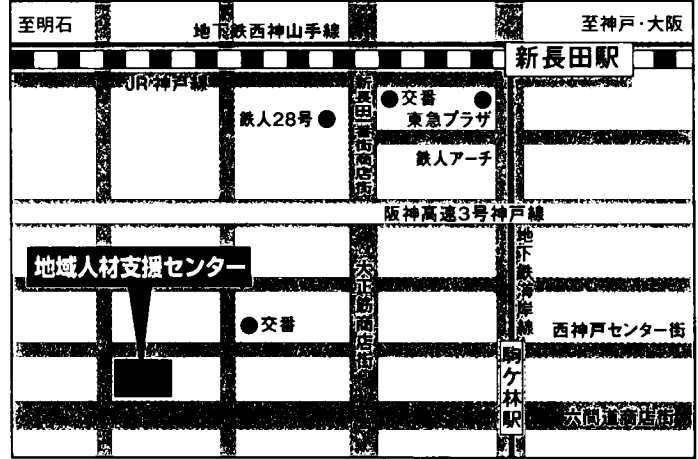 至明石
地下鉄西神山手線
至神戸・大阪
新長田駅
JR神戸線
新長田一番街商店街
交番
東急プラザ
鉄人28号
鉄人アーチ
阪神高速3号神戸線
地下鉄海岸線
地域人材支援センター
大正筋商店街
交番
西神戸センター街
駒ケ林駅
六間道商店街